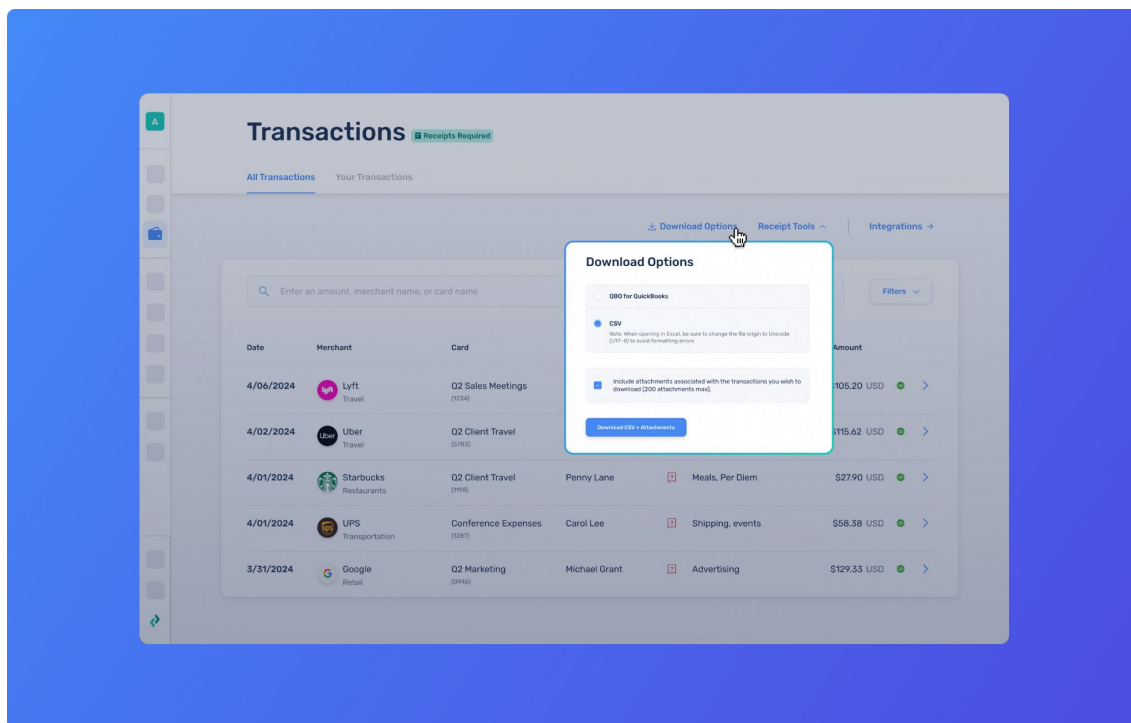 A
Transactions
Receipts Required
All Transactions Your Transactions
Download Options Receipt Tools Integrations
Download Options
Enter an amount, merchant name, or card name
Filters
QBO for QuickBooks
CSV
Note: When opening in Excel, be sure to change the file origin to Unicode
(UTF-8) to avoid formatting errors.
Date Merchant Card Amount
Include attachments associated with the transactions you wish to
download (200 attachments max).
Download CSV + Attachments
4/06/2024 Lyft Q2 Sales Meetings $105.20 USD
Travel (1234)
4/02/2024 Uber Uber Q2 Client Travel $115.62 USD
Travel (5783)
4/01/2024 Starbucks Q2 Client Travel Penny Lane ? Meals, Per Diem $27.90 USD
Restaurants (1198)
4/01/2024 ups UPS Conference Expenses Carol Lee ? Shipping, events $58.38 USD
Transportation (1287)
3/31/2024 G Google Q2 Marketing Michael Grant ? Advertising $129.33 USD
Retail (0946)